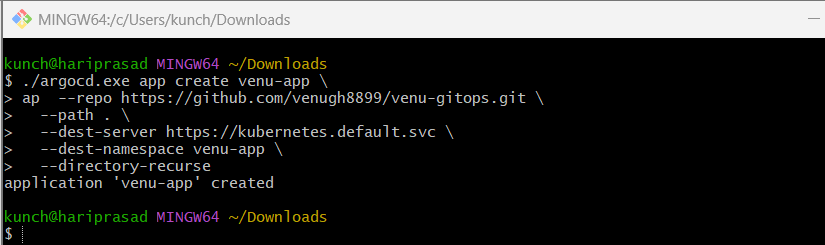 MINGW64:/c/Users/kunch/Downloads
kunch@hariprasad MINGW64 ~/Downloads
$ ./argocd.exe app create venu-app \
> ap  --repo https://github.com/venugh8899/venu-gitops.git \
>   --path . \
>   --dest-server https://kubernetes.default.svc \
>   --dest-namespace venu-app \
>   --directory-recurse
application 'venu-app' created
kunch@hariprasad MINGW64 ~/Downloads
$